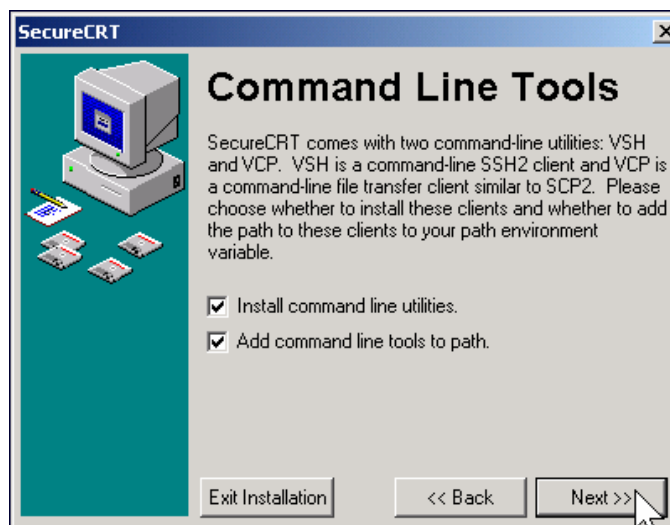 SecureCRT
Command Line Tools
SecureCRT comes with two command-line utilities: VSH
and VCP.  VSH is a command-line SSH2 client and VCP is
a command-line file transfer client similar to SCP2.  Please
choose whether to install these clients and whether to add
the path to these clients to your path environment
variable.
Install command line utilities.
Add command line tools to path.
Exit Installation
<< Back
Next >>